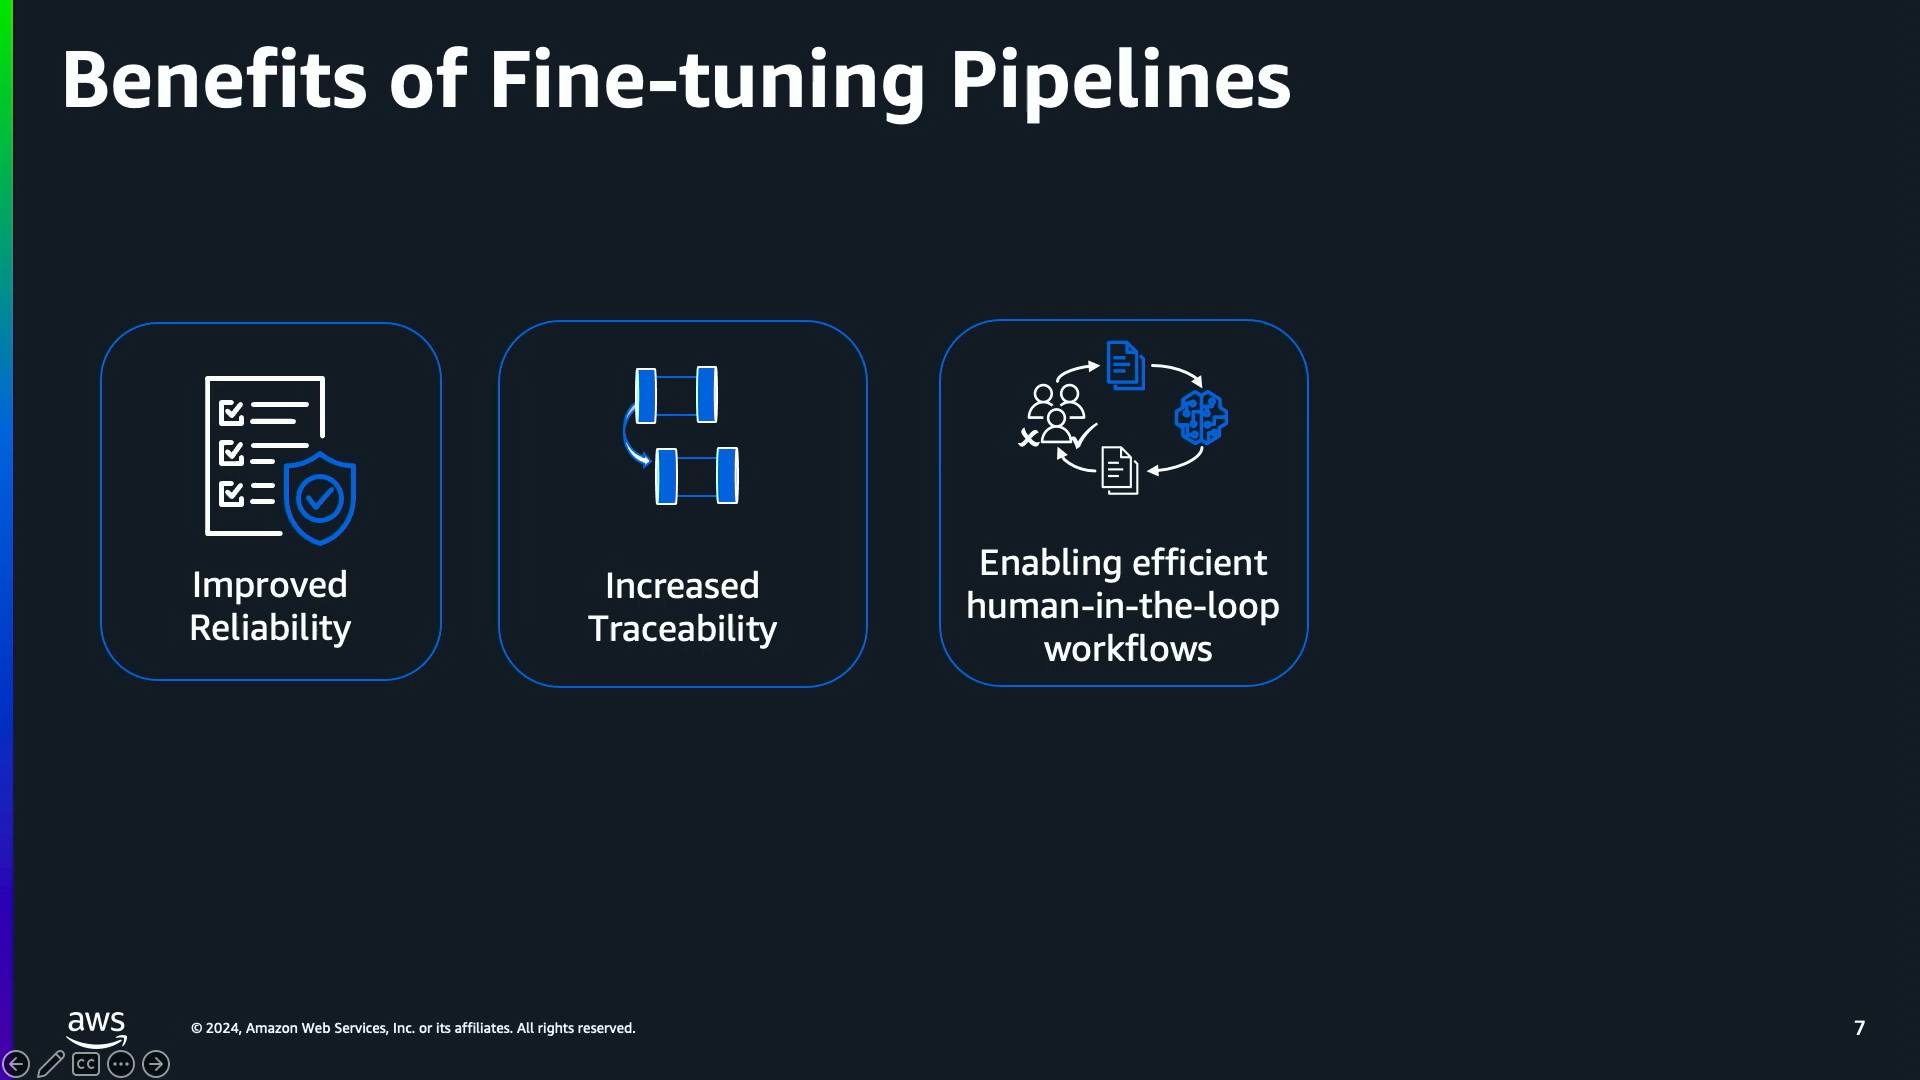 Benefits of Fine-tuning Pipelines
Improved
Reliability
Increased
Traceability
Enabling efficient
human-in-the-loop
workflows
aws
© 2024, Amazon Web Services, Inc. or its affiliates. All rights reserved.
7
CC